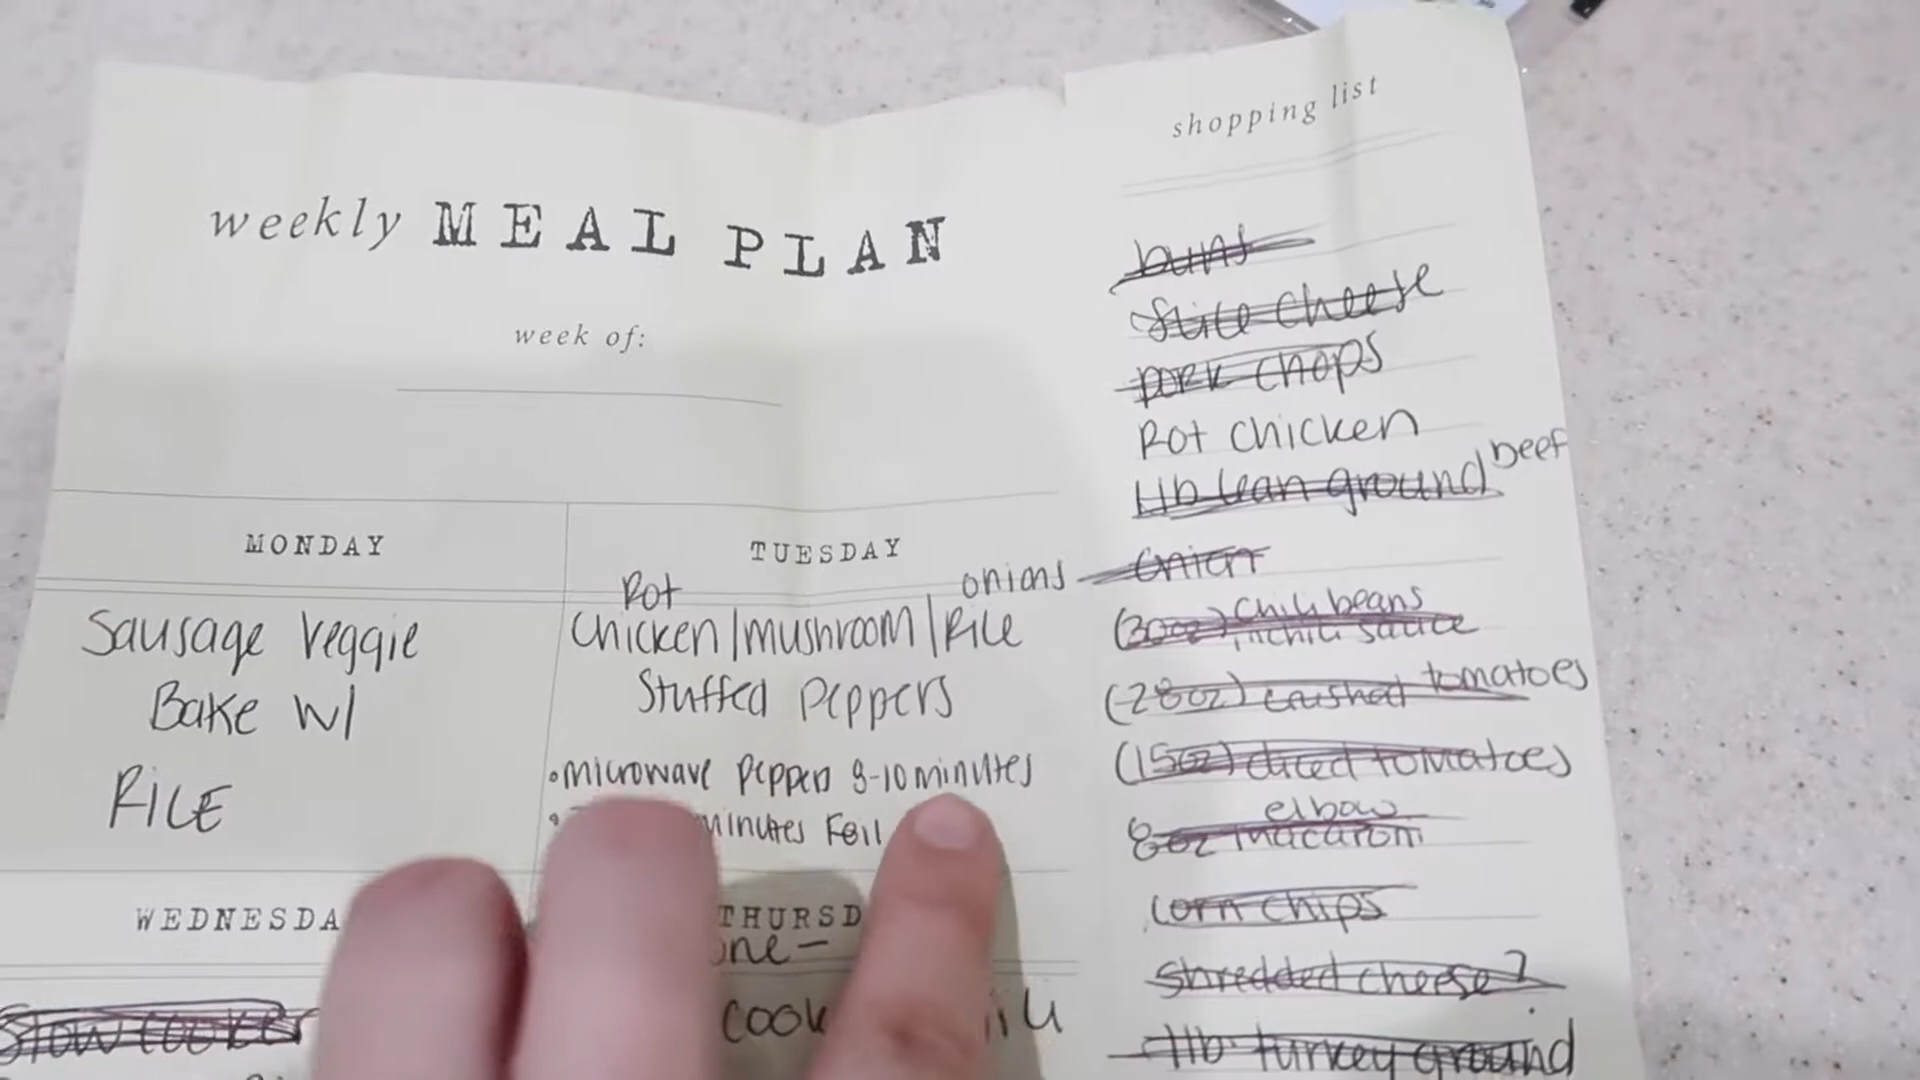 weekly MEAL PLAN
week of:
MONDAY
Sausage Veggie
Bake W/
RICE
TUESDAY
Rot onions
Chicken/mushroom/Rice
Stuffed Peppers
•microwave Peppers 8-10 minutes
minutes Foil
WEDNESDA
Slow cooker
THURSD
one-
cook
shopping list
buns
Slice Cheese
pork chops
Rot chicken
1lb lean ground beef
onion
(30oz) Chili beans
in chili sauce
(28oz) crushed tomatoes
(15oz) diced tomatoes
elbow
8oz macaroni
corn chips
shredded cheese?
1lb turkey ground